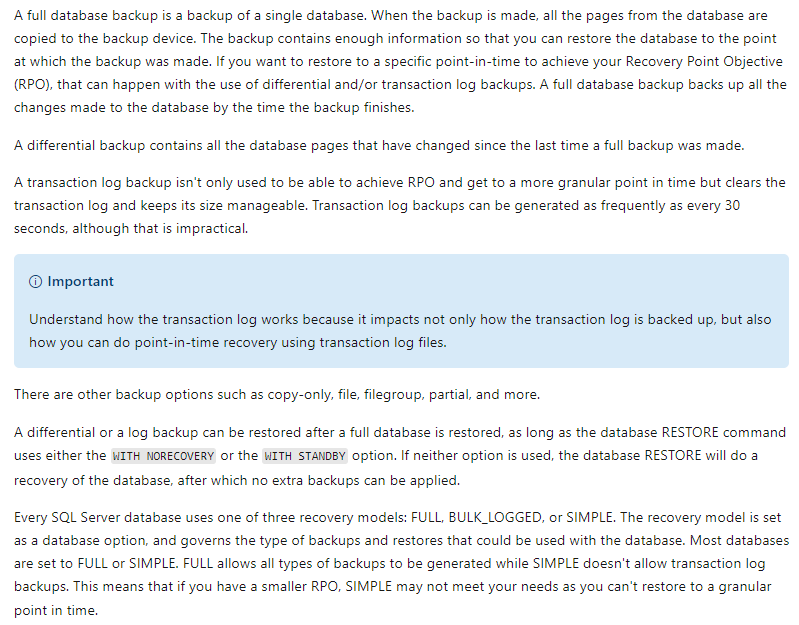 A full database backup is a backup of a single database. When the backup is made, all the pages from the database are
copied to the backup device. The backup contains enough information so that you can restore the database to the point
at which the backup was made. If you want to restore to a specific point-in-time to achieve your Recovery Point Objective
(RPO), that can happen with the use of differential and/or transaction log backups. A full database backup backs up all the
changes made to the database by the time the backup finishes.
A differential backup contains all the database pages that have changed since the last time a full backup was made.
A transaction log backup isn't only used to be able to achieve RPO and get to a more granular point in time but clears the
transaction log and keeps its size manageable. Transaction log backups can be generated as frequently as every 30
seconds, although that is impractical.
Important
Understand how the transaction log works because it impacts not only how the transaction log is backed up, but also
how you can do point-in-time recovery using transaction log files.
There are other backup options such as copy-only, file, filegroup, partial, and more.
A differential or a log backup can be restored after a full database is restored, as long as the database RESTORE command
uses either the WITH NORECOVERY or the WITH STANDBY option. If neither option is used, the database RESTORE will do a
recovery of the database, after which no extra backups can be applied.
Every SQL Server database uses one of three recovery models: FULL, BULK_LOGGED, or SIMPLE. The recovery model is set
as a database option, and governs the type of backups and restores that could be used with the database. Most databases
are set to FULL or SIMPLE. FULL allows all types of backups to be generated while SIMPLE doesn't allow transaction log
backups. This means that if you have a smaller RPO, SIMPLE may not meet your needs as you can't restore to a granular
point in time.